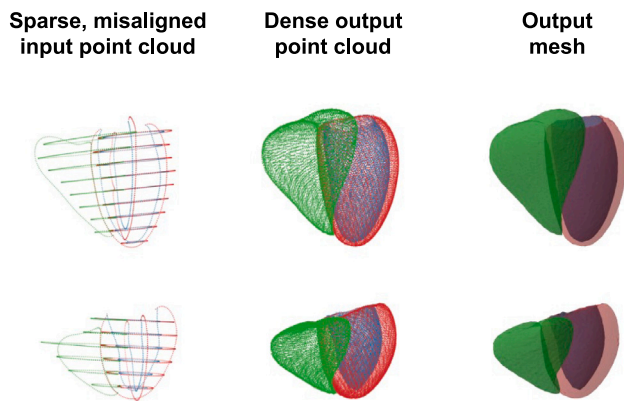 Sparse, misaligned
input point cloud
Dense output
point cloud
Output
mesh